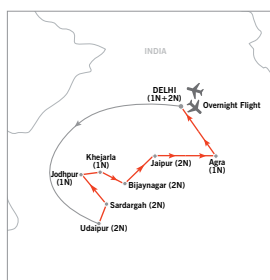 INDIA
DELHI
(1N+2N)
Overnight Flight
Khejarla
(1N)
Jodhpur
(1N)
Jaipur (2N)
Agra
(1N)
Bijaynagar (2N)
Sardargah (2N)
Udaipur (2N)